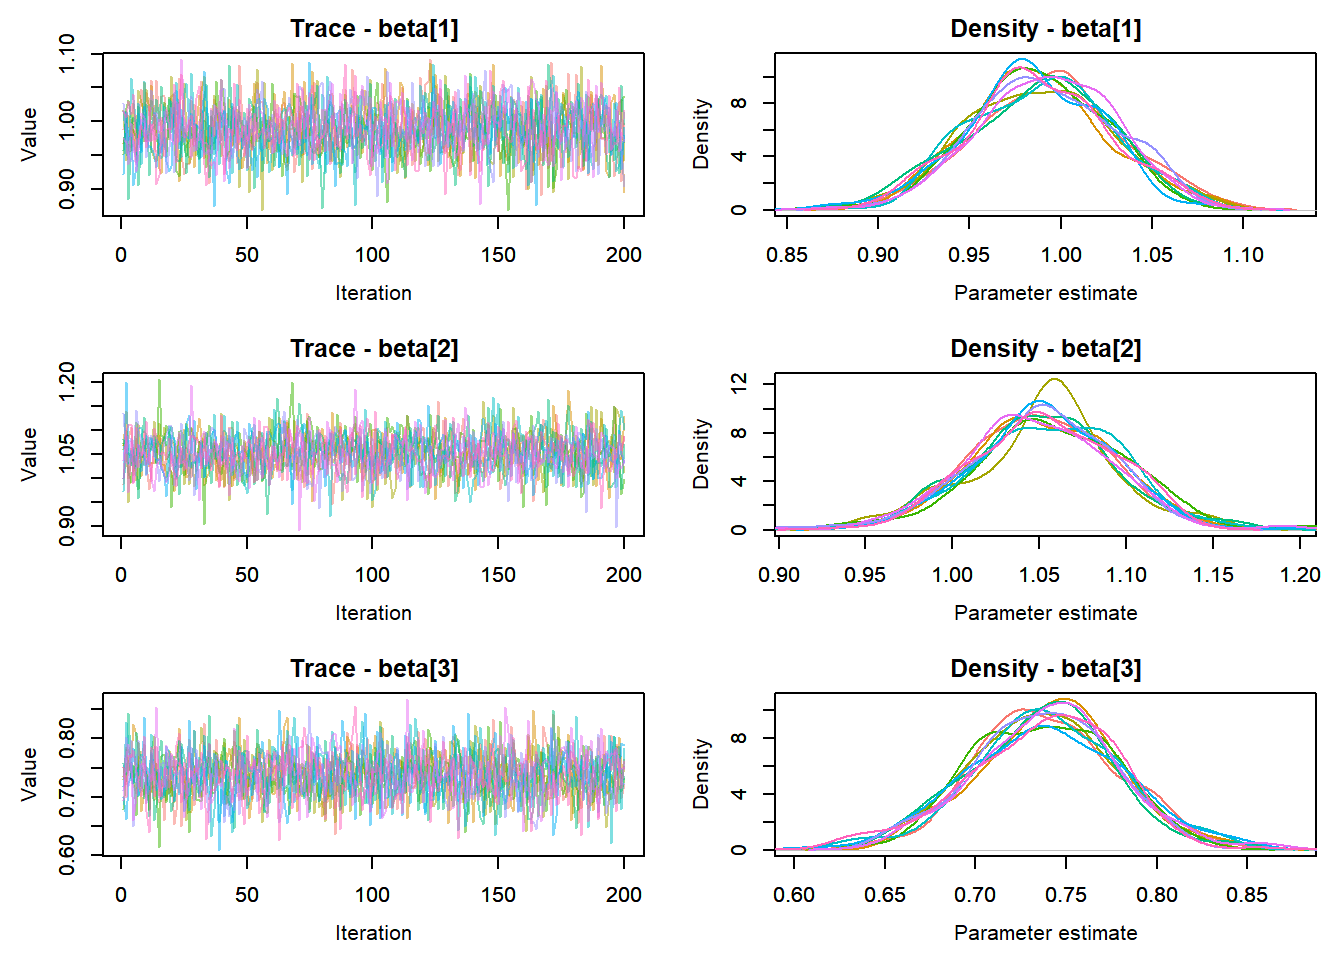 Trace - beta[1]
Value
0.90 1.00 1.10
0 50 100 150 200
Iteration
Density - beta[1]
Density
0 4 8
0.85 0.90 0.95 1.00 1.05 1.10
Parameter estimate
Trace - beta[2]
Value
0.90 1.05 1.20
0 50 100 150 200
Iteration
Density - beta[2]
Density
0 4 8 12
0.90 0.95 1.00 1.05 1.10 1.15 1.20
Parameter estimate
Trace - beta[3]
Value
0.60 0.70 0.80
0 50 100 150 200
Iteration
Density - beta[3]
Density
0 4 8
0.60 0.65 0.70 0.75 0.80 0.85
Parameter estimate